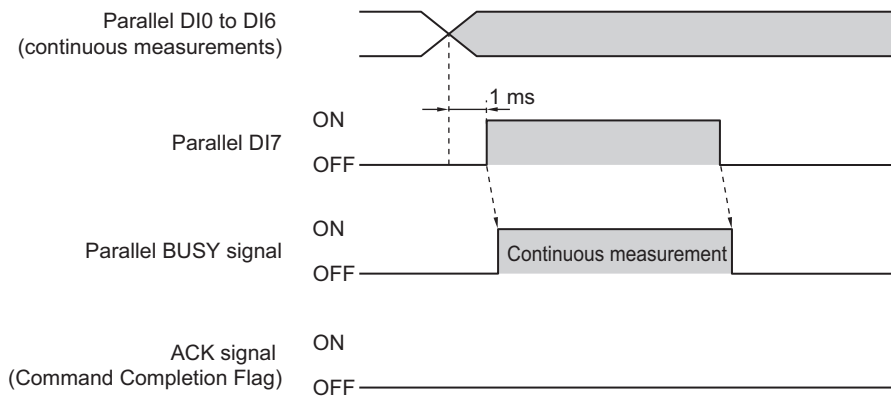 Parallel DI0 to DI6
(continuous measurements)
1 ms
ON
Parallel DI7
OFF
ON
Parallel BUSY signal
Continuous measurement
OFF
ON
ACK signal
(Command Completion Flag)
OFF